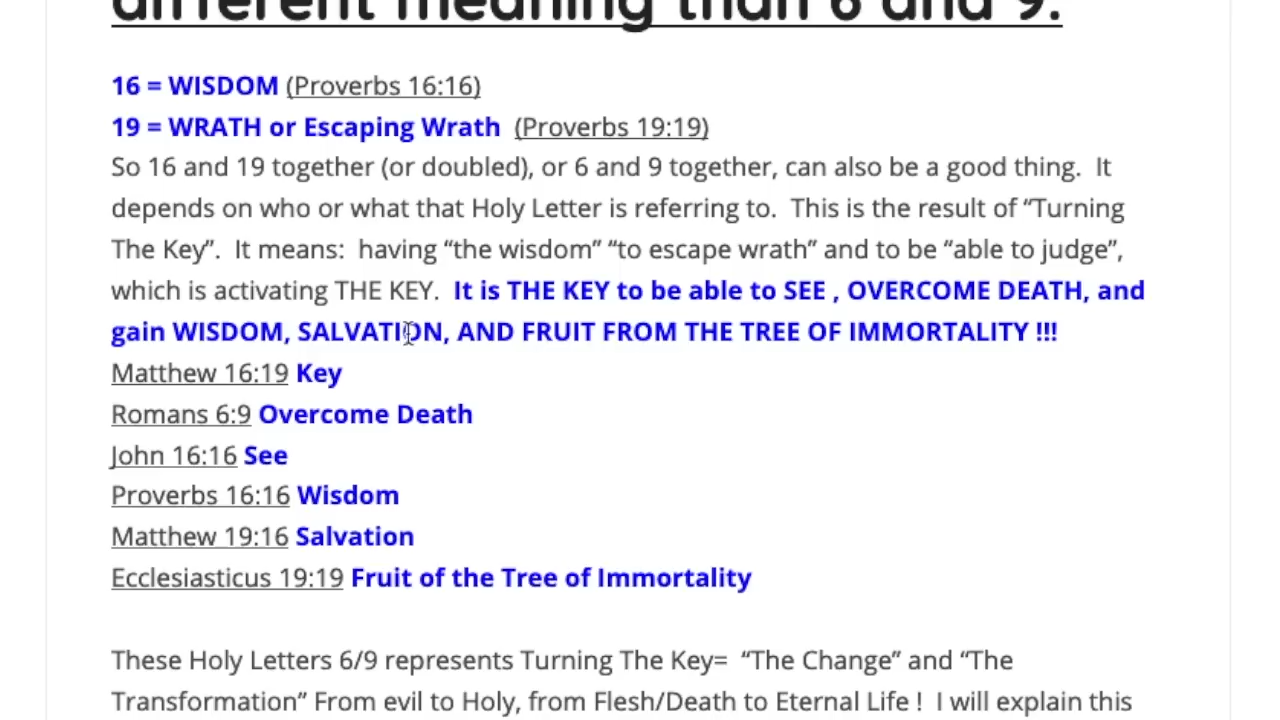 different meaning than 6 and 9.
16 = WISDOM (Proverbs 16:16)
19 = WRATH or Escaping Wrath  (Proverbs 19:19)
So 16 and 19 together (or doubled), or 6 and 9 together, can also be a good thing.  It
depends on who or what that Holy Letter is referring to.  This is the result of “Turning
The Key”.  It means:  having “the wisdom” “to escape wrath” and to be “able to judge”,
which is activating THE KEY.  It is THE KEY to be able to SEE , OVERCOME DEATH, and
gain WISDOM, SALVATION, AND FRUIT FROM THE TREE OF IMMORTALITY !!!
Matthew 16:19 Key
Romans 6:9 Overcome Death
John 16:16 See
Proverbs 16:16 Wisdom
Matthew 19:16 Salvation
Ecclesiasticus 19:19 Fruit of the Tree of Immortality
These Holy Letters 6/9 represents Turning The Key=  “The Change” and “The
Transformation” From evil to Holy, from Flesh/Death to Eternal Life !  I will explain this